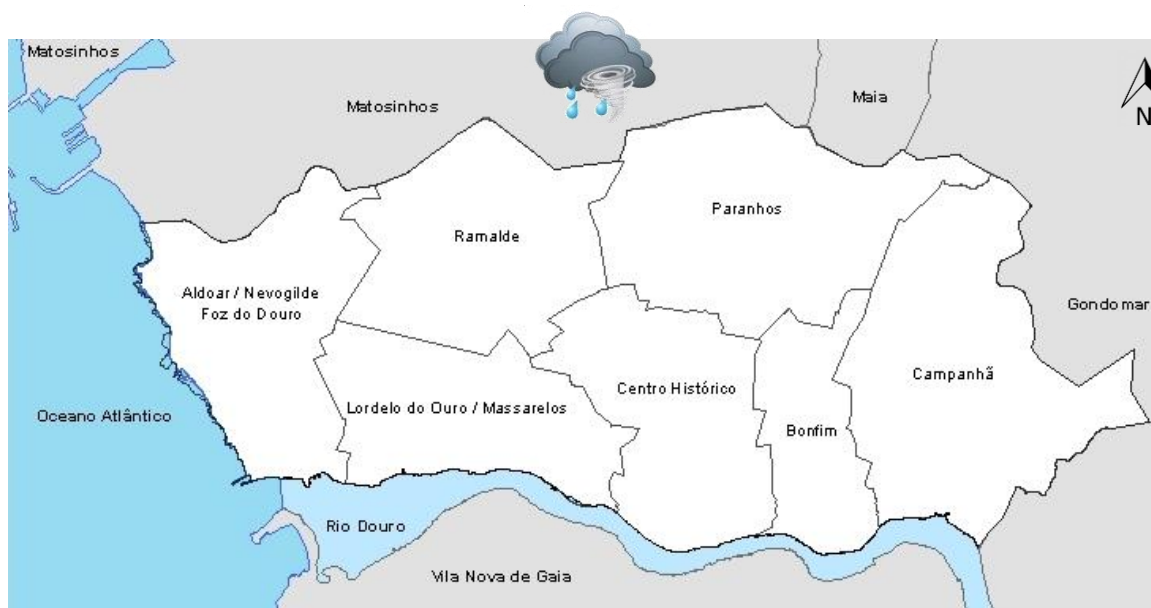 Matosinhos
Matosinhos
Maia
N
Paranhos
Ramalde
Aldoar / Nevogilde
Foz do Douro
Gondomar
Campanhã
Centro Histórico
Lordelo do Ouro / Massarelos
Oceano Atlântico
Bonfim
Rio Douro
Vila Nova de Gaia